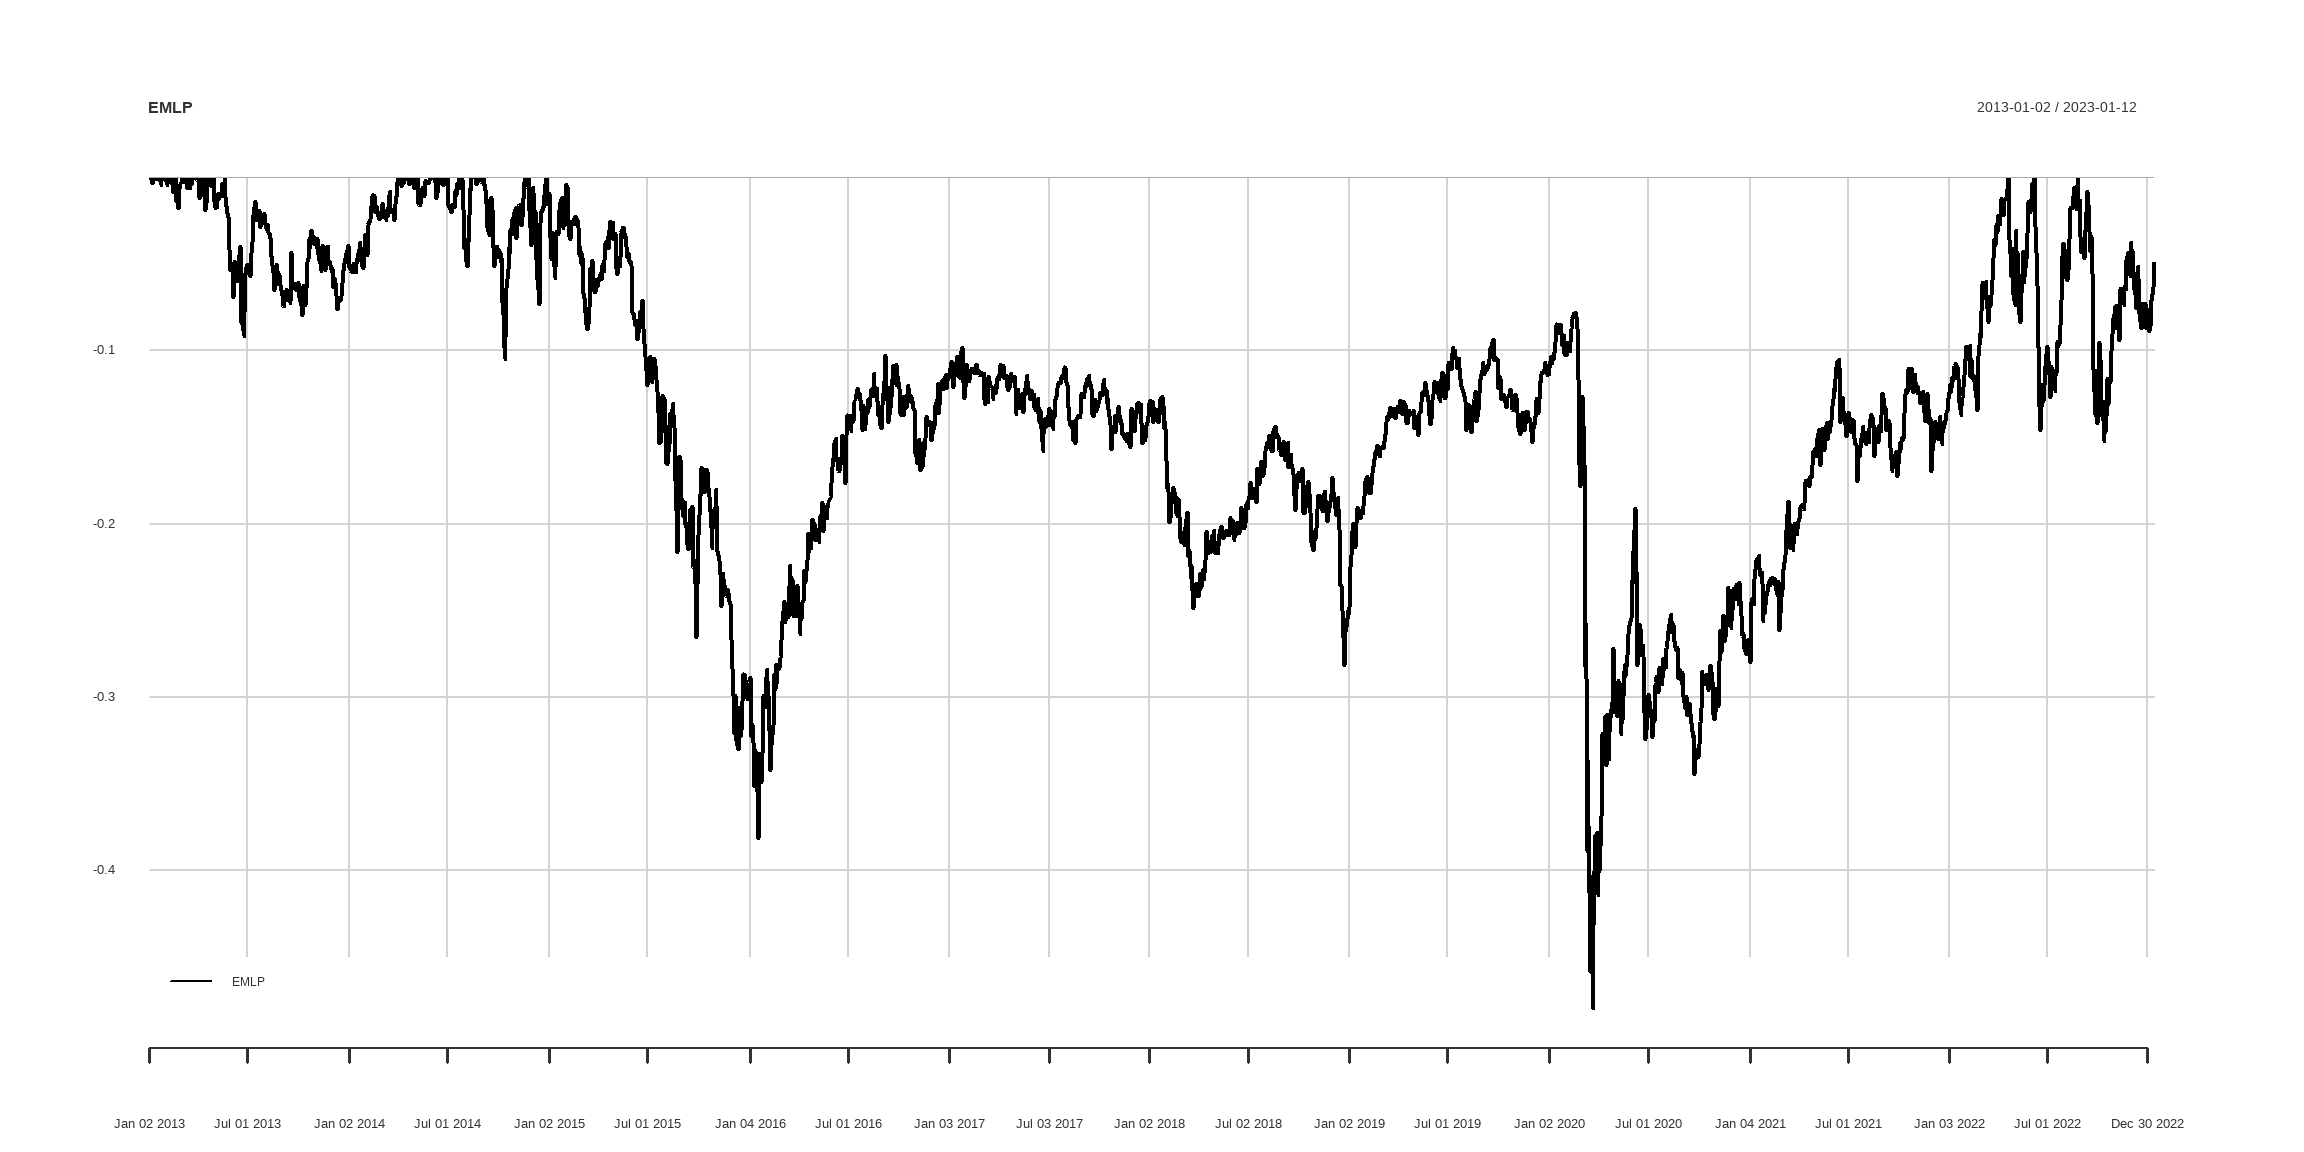 EMLP
2013-01-02 / 2023-01-12
-0.1
-0.2
-0.3
-0.4
EMLP
Jan 02 2013
Jul 01 2013
Jan 02 2014
Jul 01 2014
Jan 02 2015
Jul 01 2015
Jan 04 2016
Jul 01 2016
Jan 03 2017
Jul 03 2017
Jan 02 2018
Jul 02 2018
Jan 02 2019
Jul 01 2019
Jan 02 2020
Jul 01 2020
Jan 04 2021
Jul 01 2021
Jan 03 2022
Jul 01 2022
Dec 30 2022